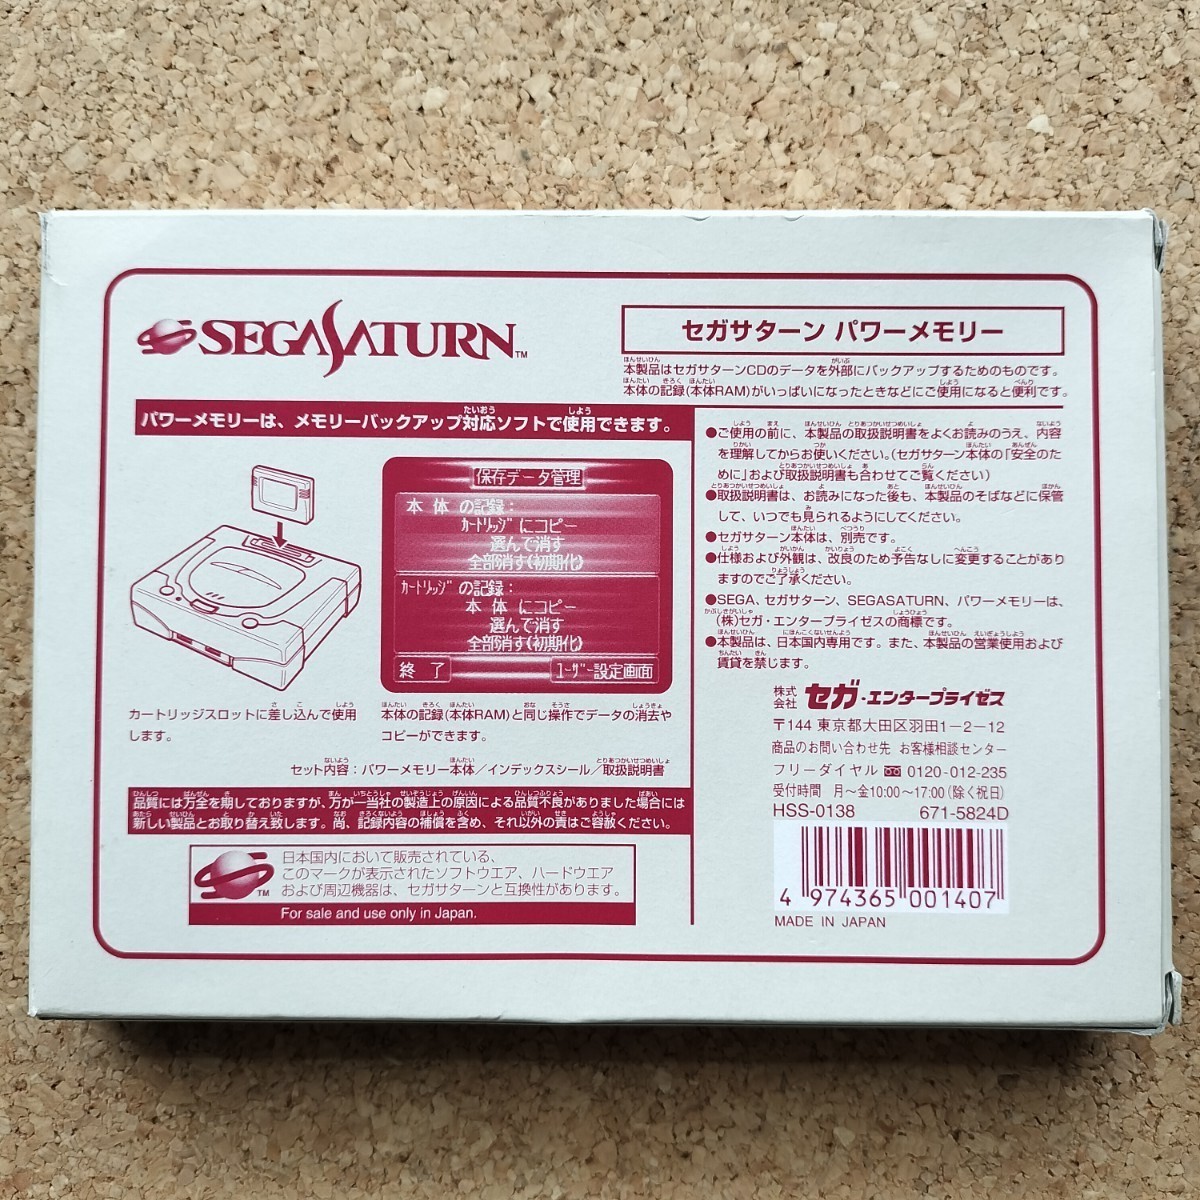 SEGASATURN™
セガサターン パワーメモリー
本製品はセガサターンCDのデータを外部にバックアップするためのものです。
本体の記録(本体RAM)がいっぱいになったときなどにご使用になると便利です。
パワーメモリーは、メモリーバックアップ対応ソフトで使用できます。
保存データ管理
本体の記録:
カートリッジにコピー
選んで消す
全部消す(初期化)
カートリッジの記録:
本体にコピー
選んで消す
全部消す(初期化)
終了
ユーザー設定画面
カートリッジスロットに差し込んで使用
します。
本体の記録(本体RAM)と同じ操作でデータの消去や
コピーができます。
セット内容:パワーメモリー本体/インデックスシール/取扱説明書
品質には万全を期しておりますが、万が一当社の製造上の原因による品質不良がありました場合には
新しい製品とお取り替え致します。尚、記録内容の補償を含め、それ以外の責はご容赦ください。
TM
日本国内において販売されている、
このマークが表示されたソフトウエア、ハードウエア
および周辺機器は、セガサターンと互換性があります。
For sale and use only in Japan.
●ご使用の前に、本製品の取扱説明書をよくお読みのうえ、内容
を理解してからお使いください。(セガサターン本体の「安全のた
めに」および取扱説明書も合わせてご覧ください)
●取扱説明書は、お読みになった後も、本製品のそばなどに保管
して、いつでも見られるようにしてください。
●セガサターン本体は、別売です。
●仕様および外観は、改良のため予告なしに変更することがあり
ますのでご了承ください。
●SEGA、セガサターン、SEGASATURN、パワーメモリーは、
(株)セガ・エンタープライゼスの商標です。
●本製品は、日本国内専用です。また、本製品の営業使用および
賃貸を禁じます。
株式会社 セガ・エンタープライゼス
〒144 東京都大田区羽田1-2-12
商品のお問い合わせ先 お客様相談センター
フリーダイヤル 0120-012-235
受付時間 月~金10:00~17:00(除く祝日)
HSS-0138 671-5824D
4 974365 001407
MADE IN JAPAN